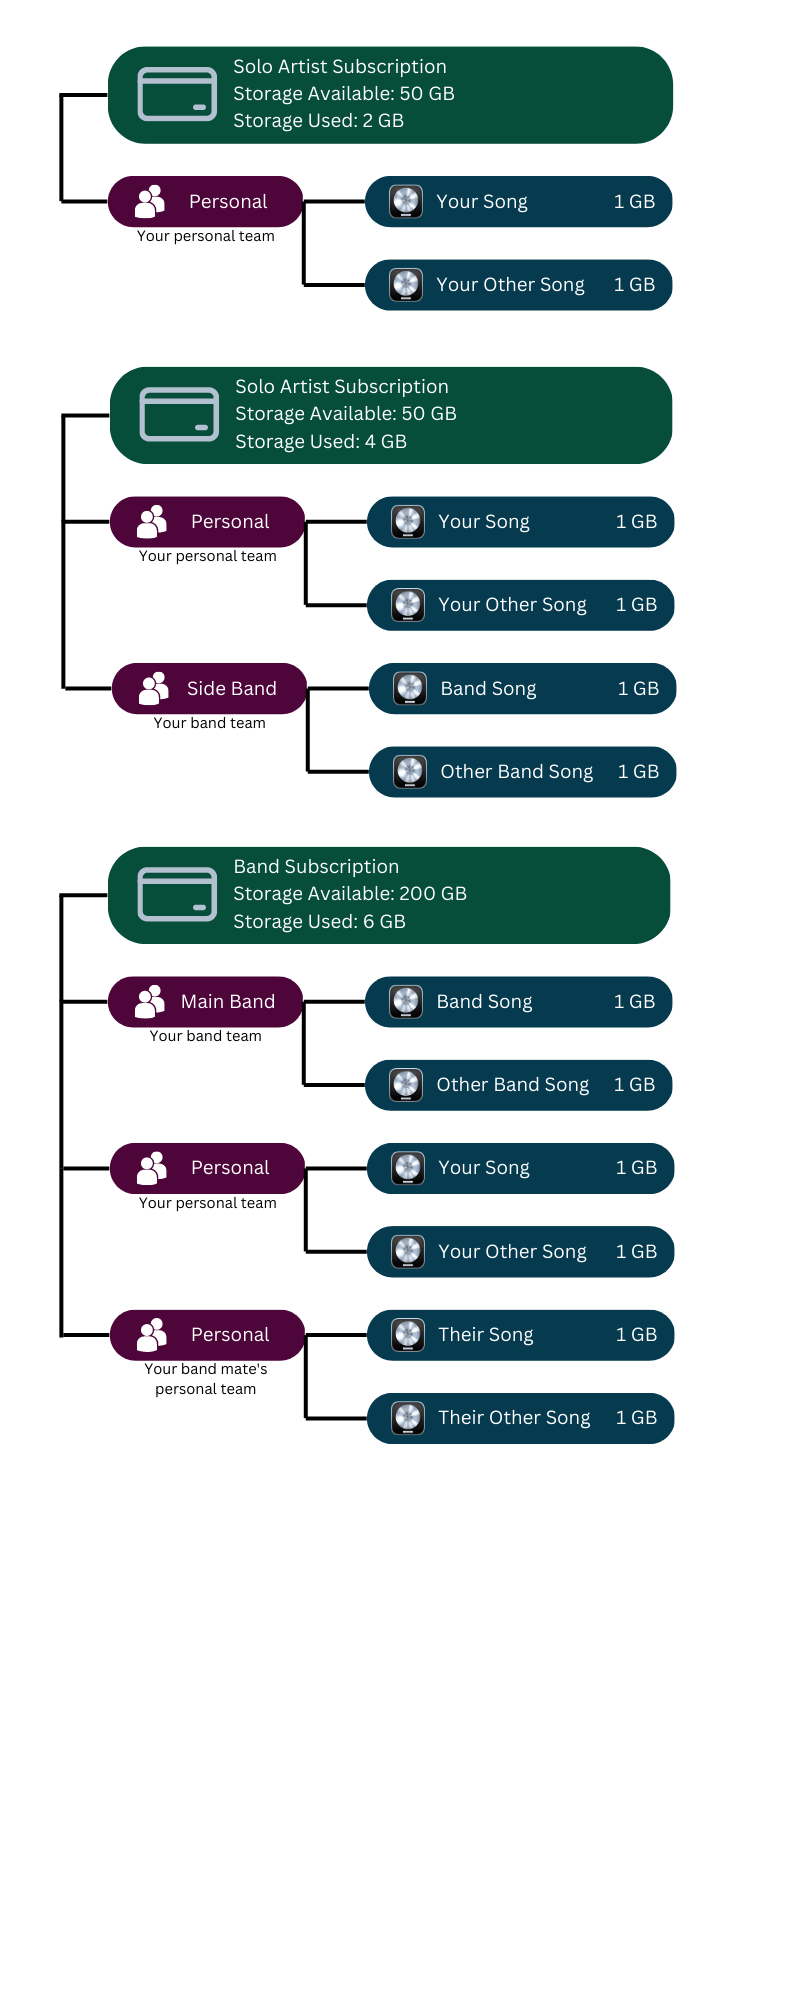 Solo Artist Subscription
Storage Available: 50 GB
Storage Used: 2 GB
Personal
Your personal team
Your Song 1 GB
Your Other Song 1 GB
Solo Artist Subscription
Storage Available: 50 GB
Storage Used: 4 GB
Personal
Your personal team
Your Song 1 GB
Your Other Song 1 GB
Side Band
Your band team
Band Song 1 GB
Other Band Song 1 GB
Band Subscription
Storage Available: 200 GB
Storage Used: 6 GB
Main Band
Your band team
Band Song 1 GB
Other Band Song 1 GB
Personal
Your personal team
Your Song 1 GB
Your Other Song 1 GB
Personal
Your band mate's
personal team
Their Song 1 GB
Their Other Song 1 GB